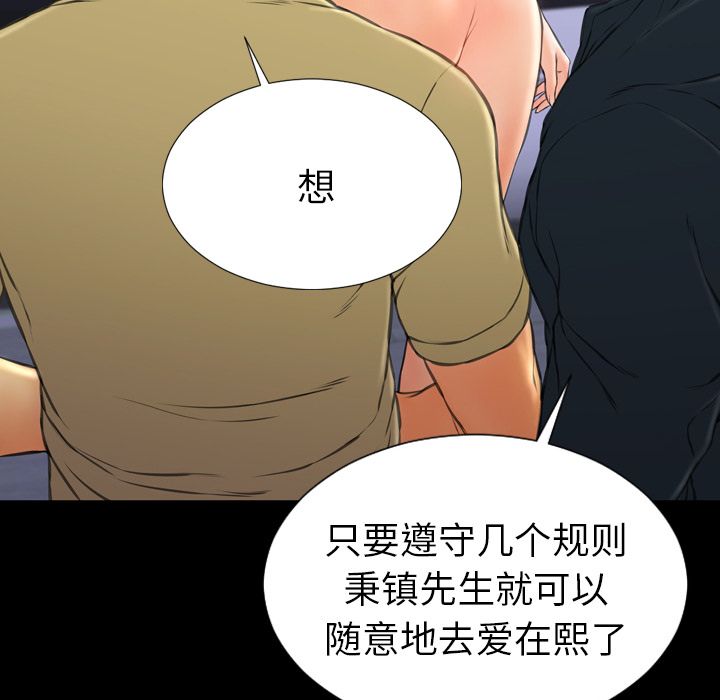 想
只要遵守几个规则
秉镇先生就可以
随意地去爱在熙了